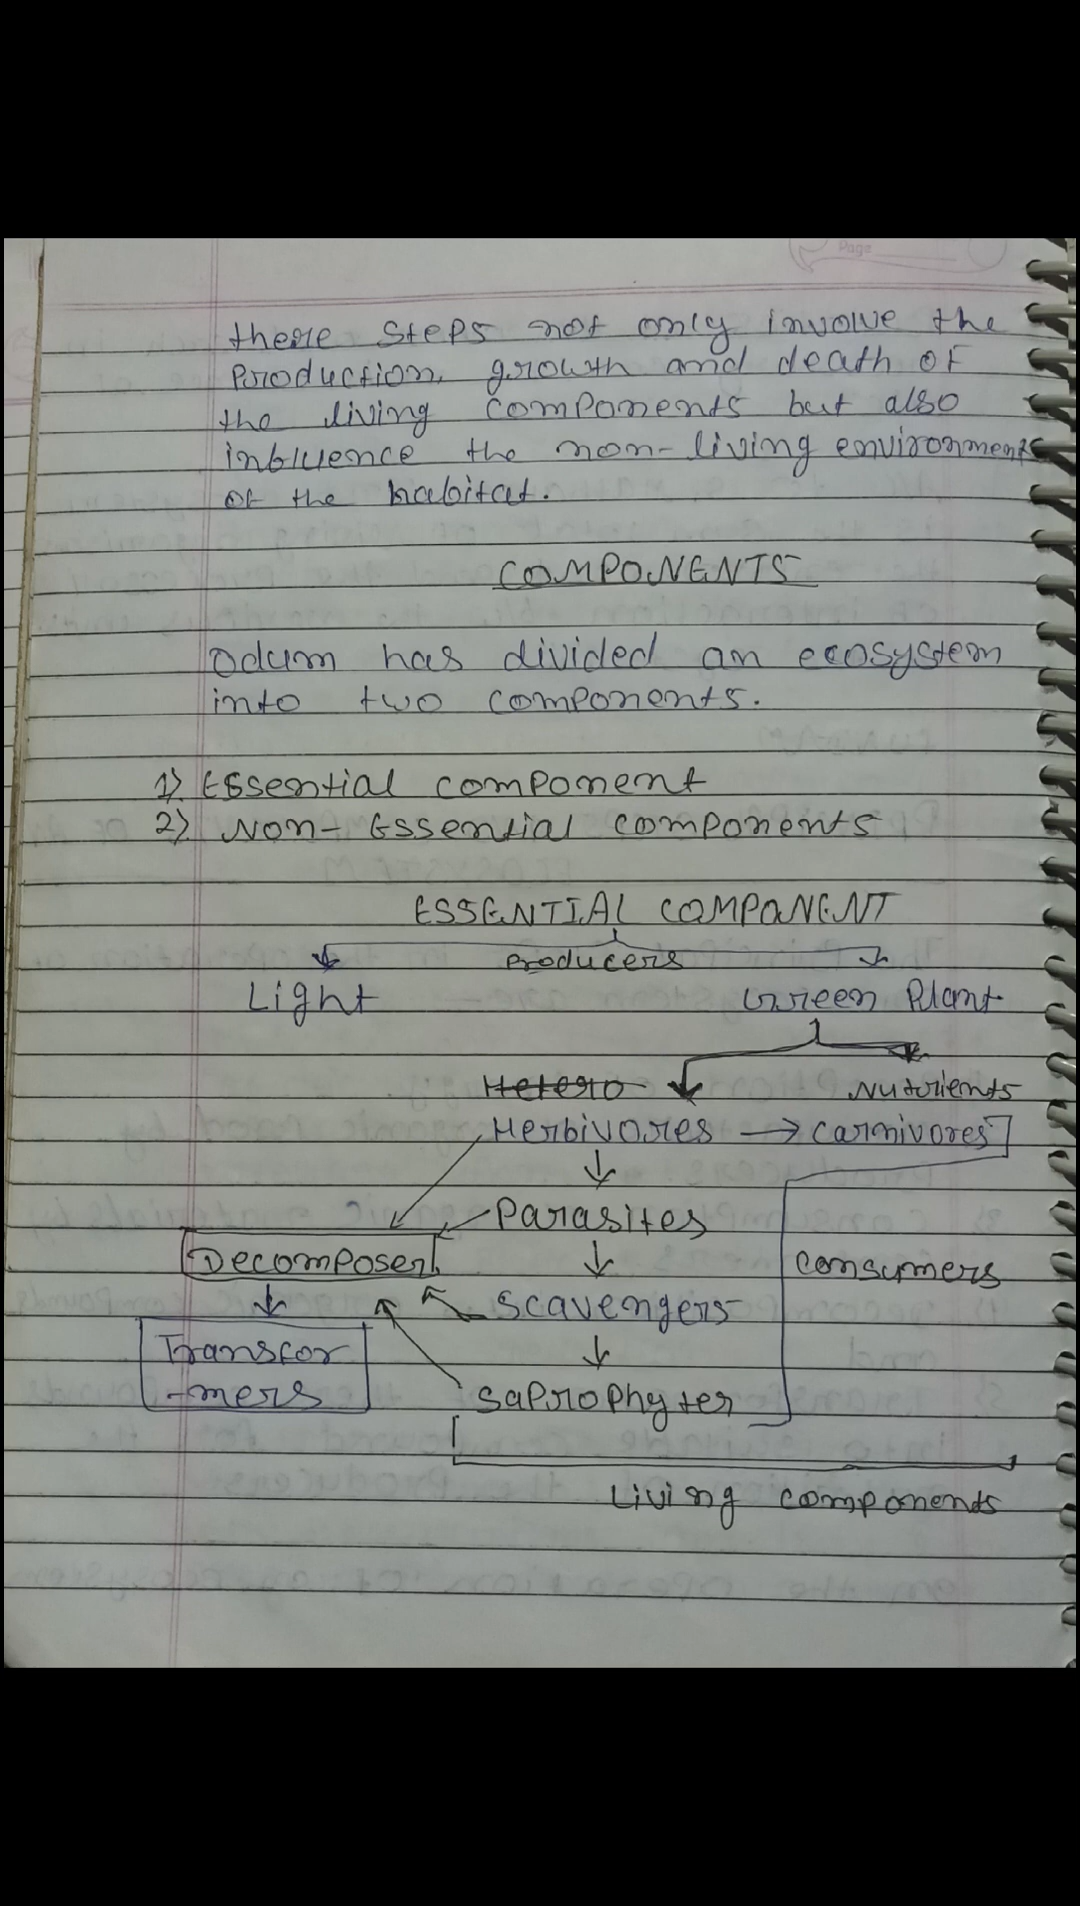 Page
there steps not only involve the
Production, growth and death of
the living components but also
inbluence the non-living environment
of the habitat.
COMPONENTS
Odum has divided an ecosystem
into two components.
1) Essential component
2) Non-Essential components
ESSENTIAL COMPONENT
Producers
Light Green Plant
Hetero Nutrients
Herbivores → carnivores
Parasites
Decomposer consumers
Scavengers
Transfor
-mers
Saprophyter
Living components